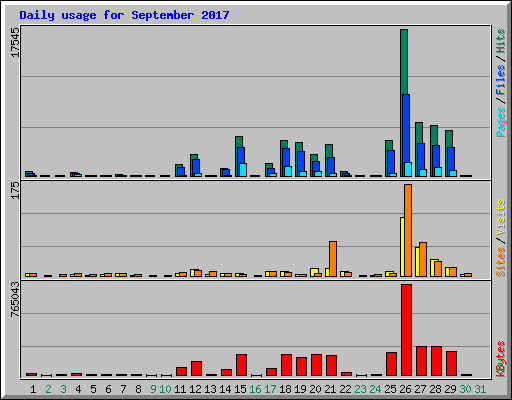 Daily usage for September 2017
17545
Pages / Files / Hits
175
Sites / Visits
765043
KBytes
1 2 3 4 5 6 7 8 9 10 11 12 13 14 15 16 17 18 19 20 21 22 23 24 25 26 27 28 29 30 31